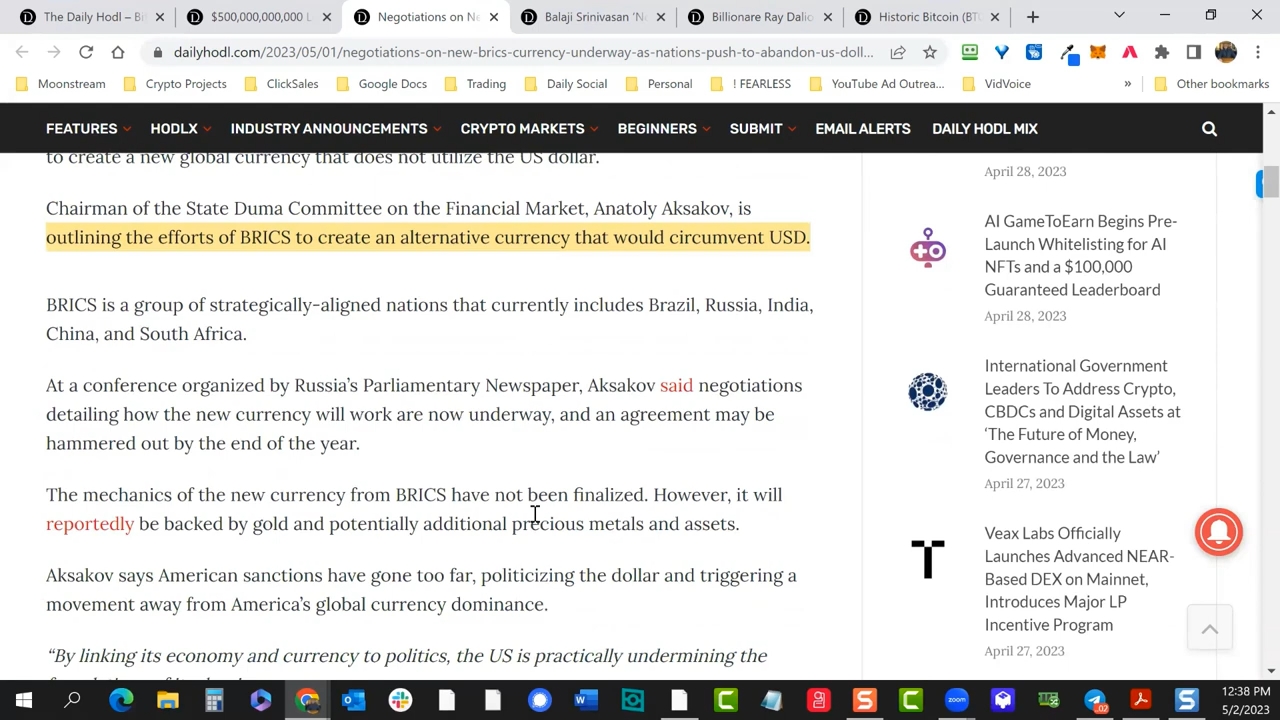 The Daily Hodl – Bi
$500,000,000,000 L
Negotiations on Ne
Balaji Srinivasan 'No
Billionare Ray Dalio
Historic Bitcoin (BTC
dailyhodl.com/2023/05/01/negotiations-on-new-brics-currency-underway-as-nations-push-to-abandon-us-doll...
Moonstream
Crypto Projects
ClickSales
Google Docs
Trading
Daily Social
Personal
! FEARLESS
YouTube Ad Outrea...
VidVoice
»
Other bookmarks
FEATURES
HODLX
INDUSTRY ANNOUNCEMENTS
CRYPTO MARKETS
BEGINNERS
SUBMIT
EMAIL ALERTS
DAILY HODL MIX
to create a new global currency that does not utilize the US dollar.
Chairman of the State Duma Committee on the Financial Market, Anatoly Aksakov, is
outlining the efforts of BRICS to create an alternative currency that would circumvent USD.
BRICS is a group of strategically-aligned nations that currently includes Brazil, Russia, India,
China, and South Africa.
At a conference organized by Russia's Parliamentary Newspaper, Aksakov said negotiations
detailing how the new currency will work are now underway, and an agreement may be
hammered out by the end of the year.
The mechanics of the new currency from BRICS have not been finalized. However, it will
reportedly be backed by gold and potentially additional precious metals and assets.
Aksakov says American sanctions have gone too far, politicizing the dollar and triggering a
movement away from America's global currency dominance.
"By linking its economy and currency to politics, the US is practically undermining the
April 28, 2023
AI GameToEarn Begins Pre-
Launch Whitelisting for AI
NFTs and a $100,000
Guaranteed Leaderboard
April 28, 2023
International Government
Leaders To Address Crypto,
CBDCs and Digital Assets at
'The Future of Money,
Governance and the Law'
April 27, 2023
Veax Labs Officially
Launches Advanced NEAR-
Based DEX on Mainnet,
Introduces Major LP
Incentive Program
April 27, 2023
12:38 PM
5/2/2023